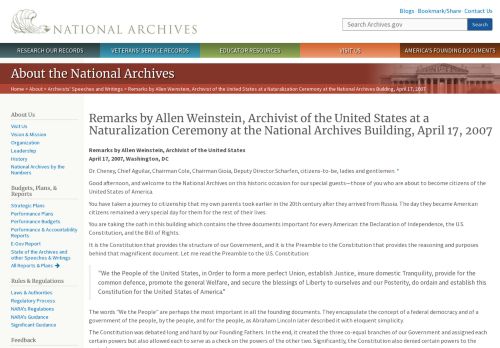 Blogs · Bookmark/Share · Contact Us
NATIONAL ARCHIVES
Search Archives.gov
Search
RESEARCH OUR RECORDS
VETERANS' SERVICE RECORDS
EDUCATOR RESOURCES
VISIT US
AMERICA'S FOUNDING DOCUMENTS
About the National Archives
Home > About > Archivists' Speeches and Writings > Remarks by Allen Weinstein, Archivist of the United States at a Naturalization Ceremony at the National Archives Building, April 17, 2007
About Us
Visit Us
Vision & Mission
Organization
Leadership
History
National Archives by the
Numbers
Budgets, Plans, &
Reports
Strategic Plans
Performance Plans
Performance Budgets
Performance & Accountability
Reports
E-Gov Report
State of the Archives and
other Speeches & Writings
All Reports & Plans →
Rules & Regulations
Laws & Authorities
Regulatory Process
NARA's Regulations
NARA's Guidance
Significant Guidance
Feedback
Remarks by Allen Weinstein, Archivist of the United States at a
Naturalization Ceremony at the National Archives Building, April 17, 2007
Remarks by Allen Weinstein, Archivist of the United States
April 17, 2007, Washington, DC
Dr. Cheney, Chief Aguilar, Chairman Cole, Chairman Gioia, Deputy Director Scharfen, citizens-to-be, ladies and gentlemen. *
Good afternoon, and welcome to the National Archives on this historic occasion for our special guests—those of you who are about to become citizens of the
United States of America.
You have taken a journey to citizenship that my own parents took earlier in the 20th century after they arrived from Russia. The day they became American
citizens remained a very special day for them for the rest of their lives.
You are taking the oath in this building which contains the three documents important for every American: the Declaration of Independence, the U.S.
Constitution, and the Bill of Rights.
It is the Constitution that provides the structure of our Government, and it is the Preamble to the Constitution that provides the reasoning and purposes
behind that magnificent document. Let me read the Preamble to the U.S. Constitution:
"We the People of the United States, in Order to form a more perfect Union, establish Justice, insure domestic Tranquility, provide for the
common defence, promote the general Welfare, and secure the blessings of Liberty to ourselves and our Posterity, do ordain and establish this
Constitution for the United States of America."
The words "We the People" are perhaps the most important in all the founding documents. They encapsulate the concept of a federal democracy and of a
government of the people, by the people, and for the people, as Abraham Lincoln later described it with eloquent simplicity.
The Constitution was debated long and hard by our Founding Fathers. In the end, it created the three co-equal branches of our Government and assigned each
certain powers but also allowed each to serve as a check on the powers of the other two. Significantly, the Constitution also denied certain powers to the